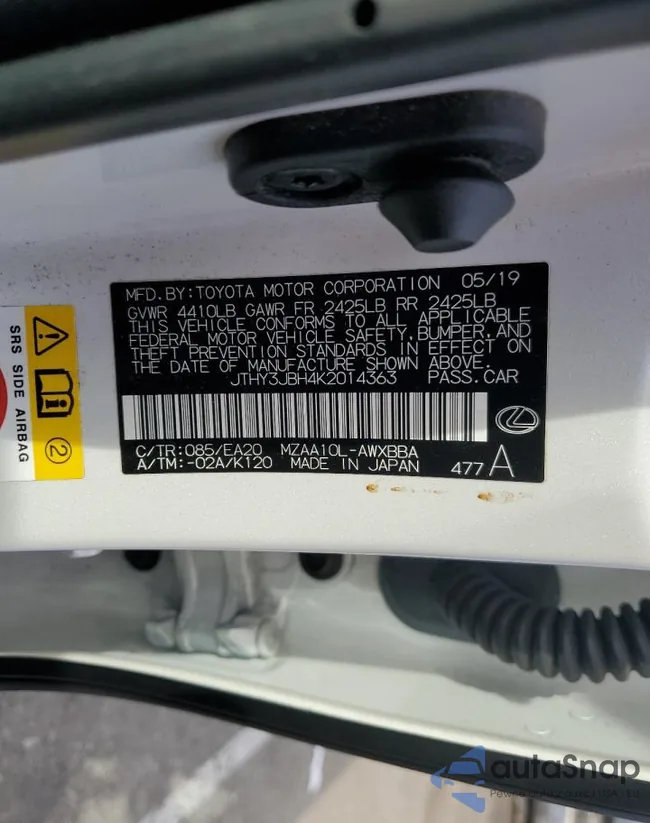 MFD. BY: TOYOTA MOTOR CORPORATION 05/19
GVWR 4410LB GAWR FR 2425LB RR 2425LB
THIS VEHICLE CONFORMS TO ALL APPLICABLE
FEDERAL MOTOR VEHICLE SAFETY, BUMPER, AND
THEFT PREVENTION STANDARDS IN EFFECT ON
THE DATE OF MANUFACTURE SHOWN ABOVE.
JTHY3JBH4K2014363 PASS. CAR
C/TR: 085/EA20 MZAA10L-AWXBBA
A/TM: -02A/K120 MADE IN JAPAN 477 A
SRS SIDE AIRBAG
2
autaSnap